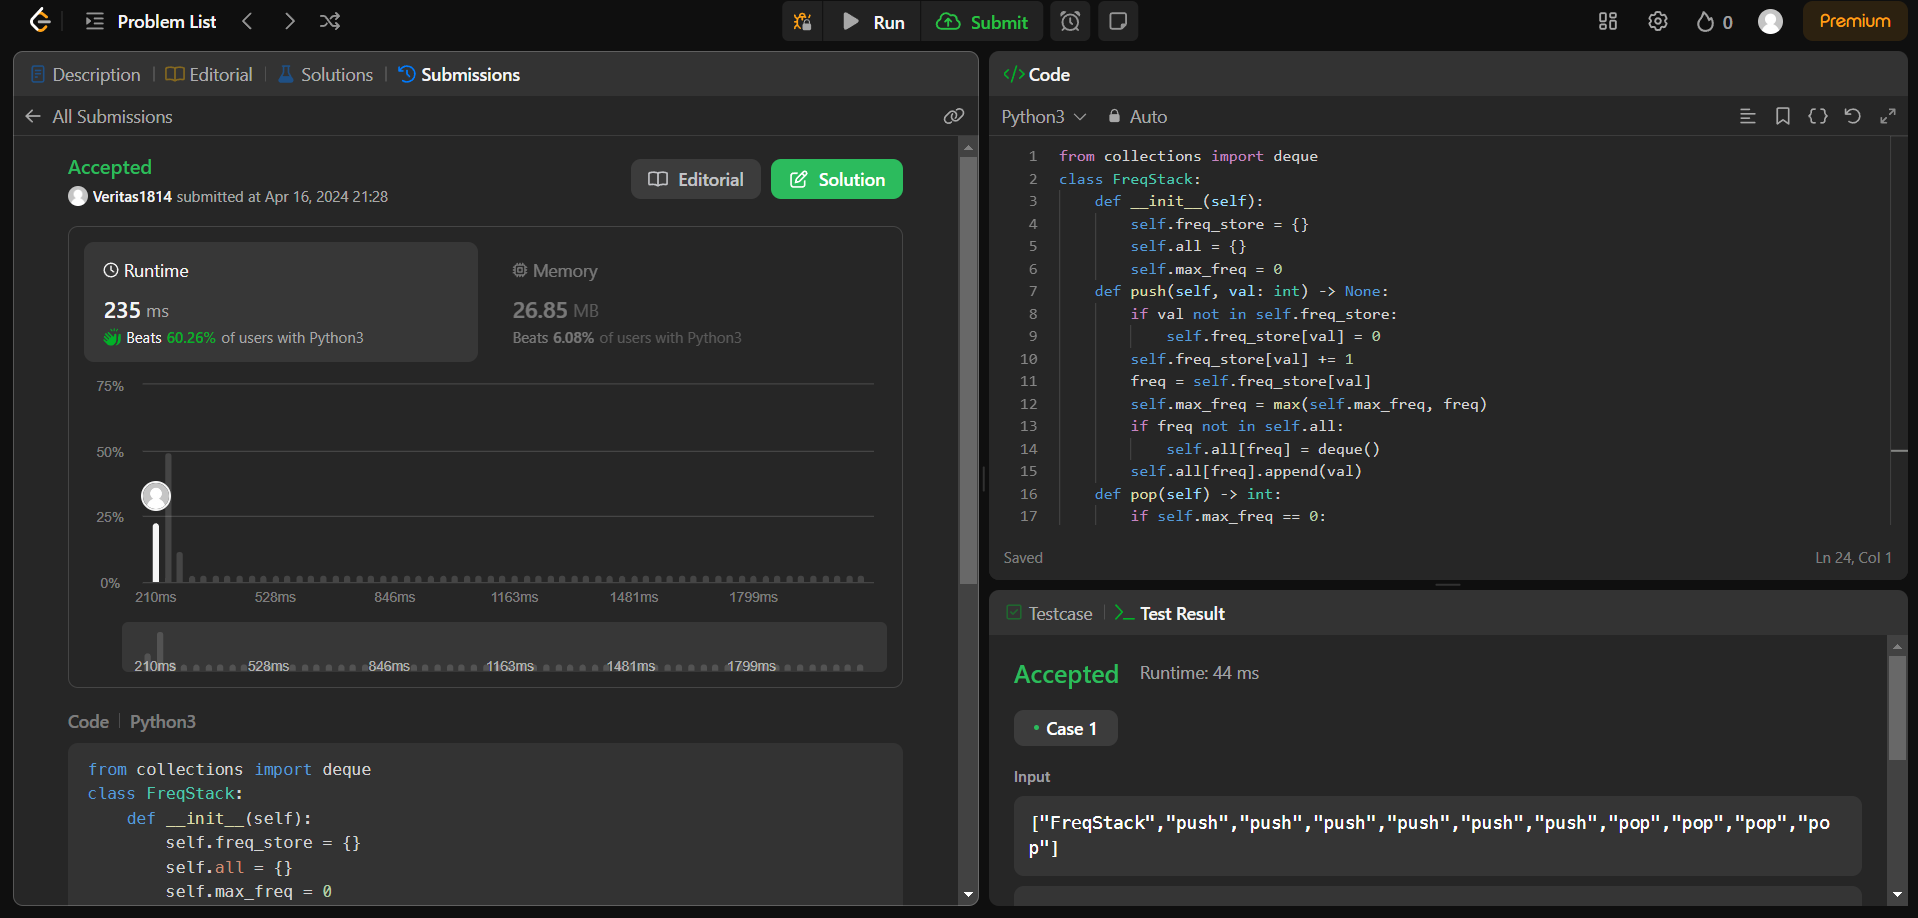 Problem List
Run
Submit
0
Premium
Description
Editorial
Solutions
Submissions
All Submissions
Accepted
Veritas1814 submitted at Apr 16, 2024 21:28
Editorial
Solution
Runtime
235 ms
Beats 60.26% of users with Python3
Memory
26.85 MB
Beats 6.08% of users with Python3
75%
50%
25%
0%
210ms 528ms 846ms 1163ms 1481ms 1799ms
210ms 528ms 846ms 1163ms 1481ms 1799ms
Code | Python3
from collections import deque
class FreqStack:
    def __init__(self):
        self.freq_store = {}
        self.all = {}
        self.max_freq = 0
</> Code
Python3
Auto
1 from collections import deque
2 class FreqStack:
3     def __init__(self):
4         self.freq_store = {}
5         self.all = {}
6         self.max_freq = 0
7     def push(self, val: int) -> None:
8         if val not in self.freq_store:
9             self.freq_store[val] = 0
10         self.freq_store[val] += 1
11         freq = self.freq_store[val]
12         self.max_freq = max(self.max_freq, freq)
13         if freq not in self.all:
14             self.all[freq] = deque()
15         self.all[freq].append(val)
16     def pop(self) -> int:
17         if self.max_freq == 0:
Saved
Ln 24, Col 1
Testcase
Test Result
Accepted
Runtime: 44 ms
• Case 1
Input
["FreqStack","push","push","push","push","push","push","pop","pop","pop","po
p"]